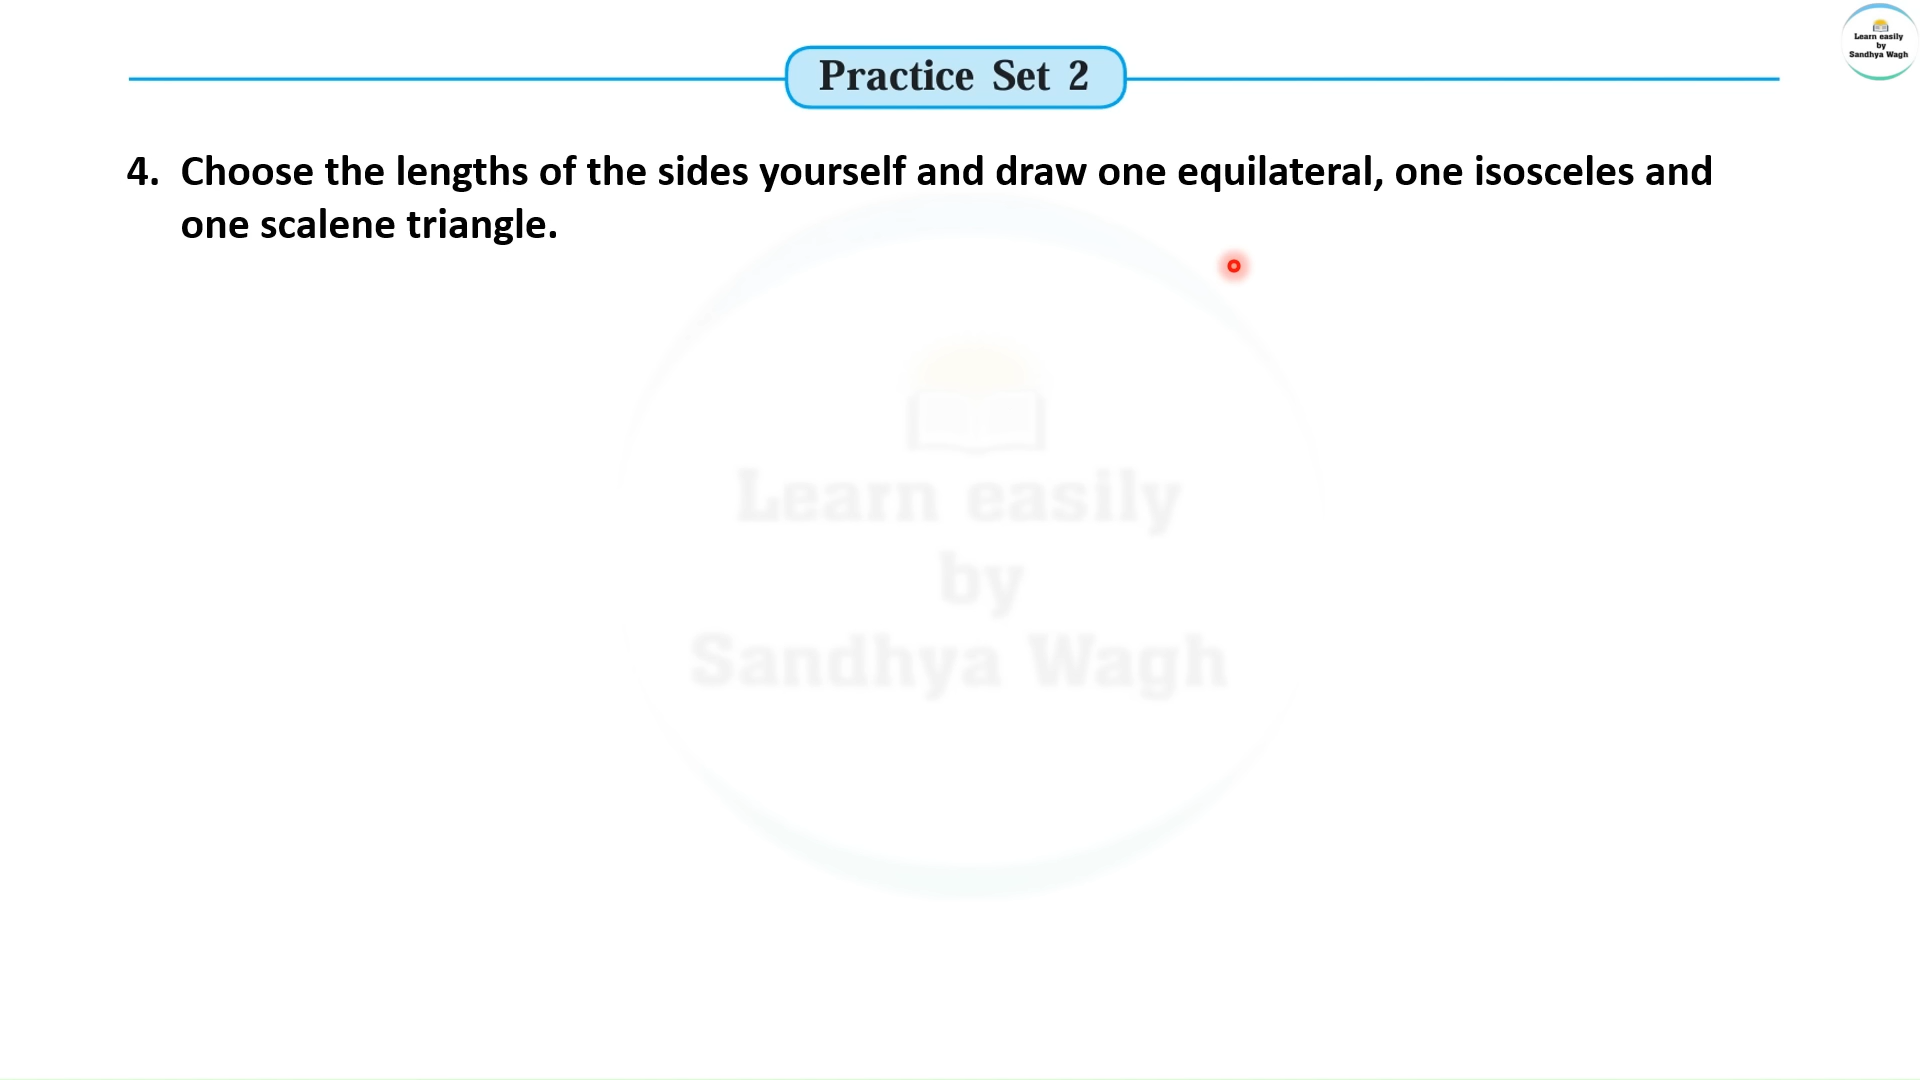 Learn easily
by
Sandhya Wagh
Practice Set 2
4. Choose the lengths of the sides yourself and draw one equilateral, one isosceles and
one scalene triangle.
Learn easily
by
Sandhya Wagh